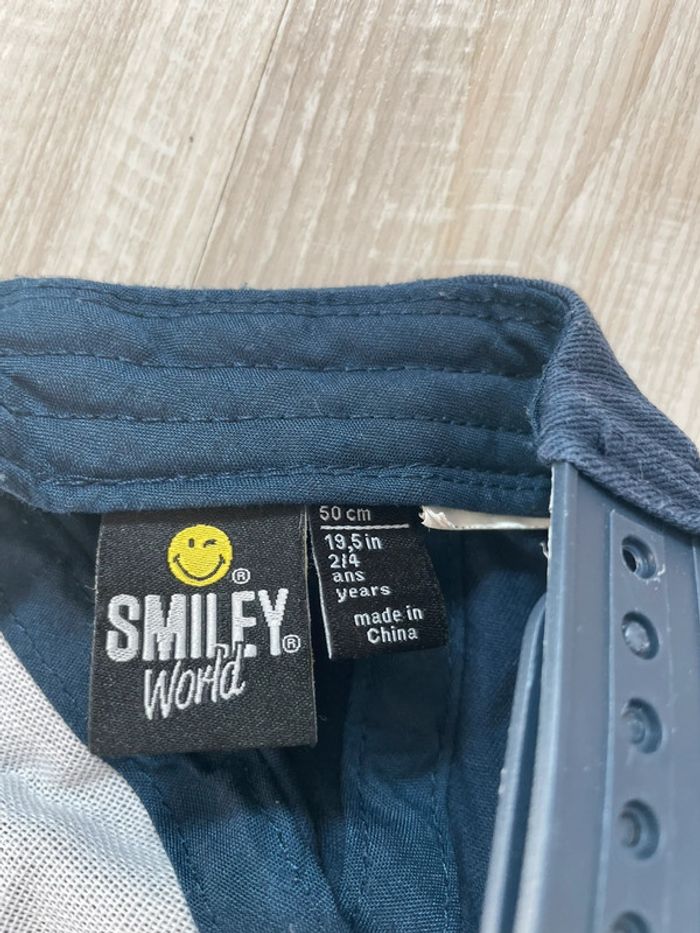 ®
SMILEY®
World
50 cm
19,5 in
2/4
ans
years
made in
China